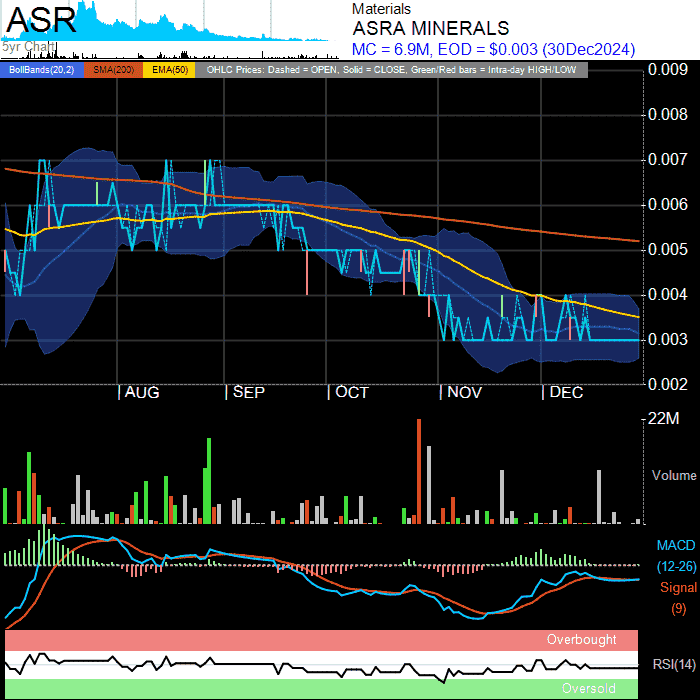 ASR
5yr Chart
Materials
ASRA MINERALS
MC = 6.9M, EOD = $0.003 (30Dec2024)
BollBands(20,2) SMA(200) EMA(50) OHLC Prices: Dashed = OPEN, Solid = CLOSE, Green/Red bars = Intra-day HIGH/LOW
0.009
0.008
0.007
0.006
0.005
0.004
0.003
0.002
AUG SEP OCT NOV DEC
22M
Volume
MACD
(12-26)
Signal
(9)
Overbought
RSI(14)
Oversold